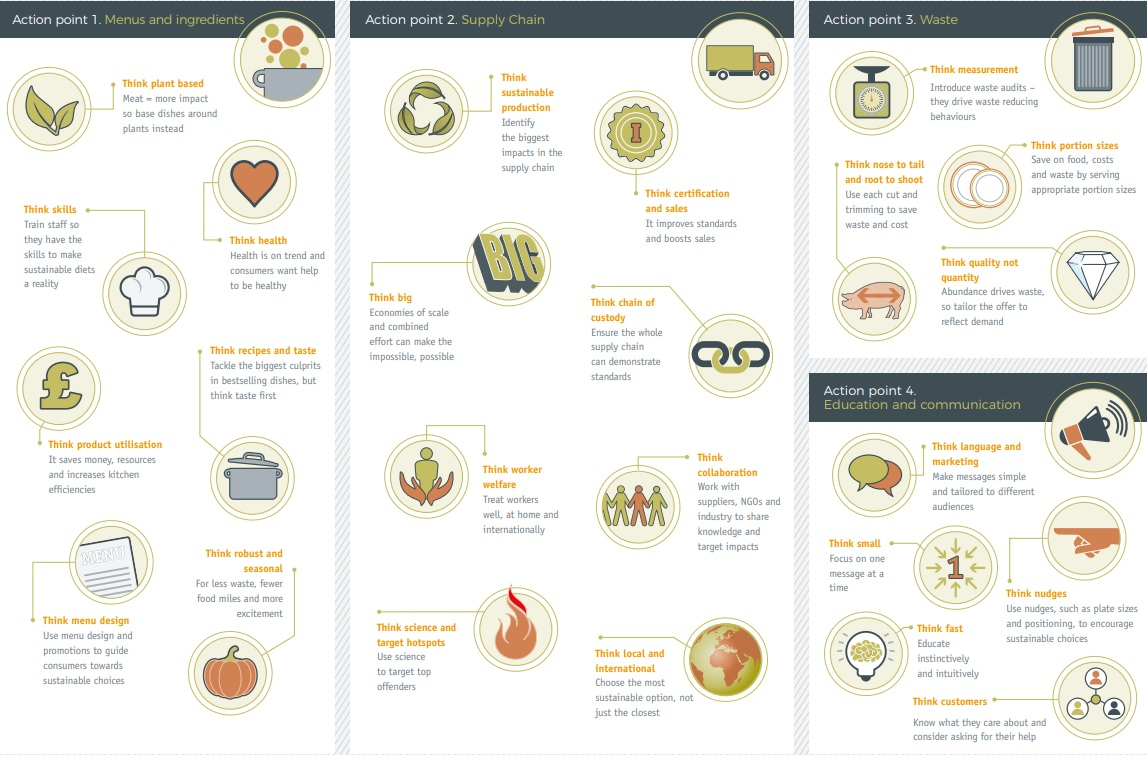 Action point 1. Menus and ingredients
Think plant based
Meat = more impact
so base dishes around
plants instead
Think health
Health is on trend and
consumers want help
to be healthy
Think skills
Train staff so
they have the
skills to make
sustainable diets
a reality
Think recipes and taste
Tackle the biggest culprits
in bestselling dishes, but
think taste first
£
Think product utilisation
It saves money, resources
and increases kitchen
efficiencies
MENU
Think robust and
seasonal
For less waste, fewer
food miles and more
excitement
Think menu design
Use menu design and
promotions to guide
consumers towards
sustainable choices
Action point 2. Supply Chain
Think
sustainable
production
Identify
the biggest
impacts in the
supply chain
1
Think certification
and sales
It improves standards
and boosts sales
BIG
Think big
Economies of scale
and combined
effort can make the
impossible, possible
Think chain of
custody
Ensure the whole
supply chain
can demonstrate
standards
Think worker
welfare
Treat workers
well, at home and
internationally
Think
collaboration
Work with
suppliers, NGOs and
industry to share
knowledge and
target impacts
Think science and
target hotspots
Use science
to target top
offenders
Think local and
international
Choose the most
sustainable option, not
just the closest
Action point 3. Waste
Think measurement
Introduce waste audits –
they drive waste reducing
behaviours
Think portion sizes
Save on food, costs
and waste by serving
appropriate portion sizes
Think nose to tail
and root to shoot
Use each cut and
trimming to save
waste and cost
Think quality not
quantity
Abundance drives waste,
so tailor the offer to
reflect demand
Action point 4.
Education and communication
Think language and
marketing
Make messages simple
and tailored to different
audiences
Think small
Focus on one
message at a
time
1
Think nudges
Use nudges, such as plate sizes
and positioning, to encourage
sustainable choices
Think fast
Educate
instinctively
and intuitively
Think customers
Know what they care about and
consider asking for their help